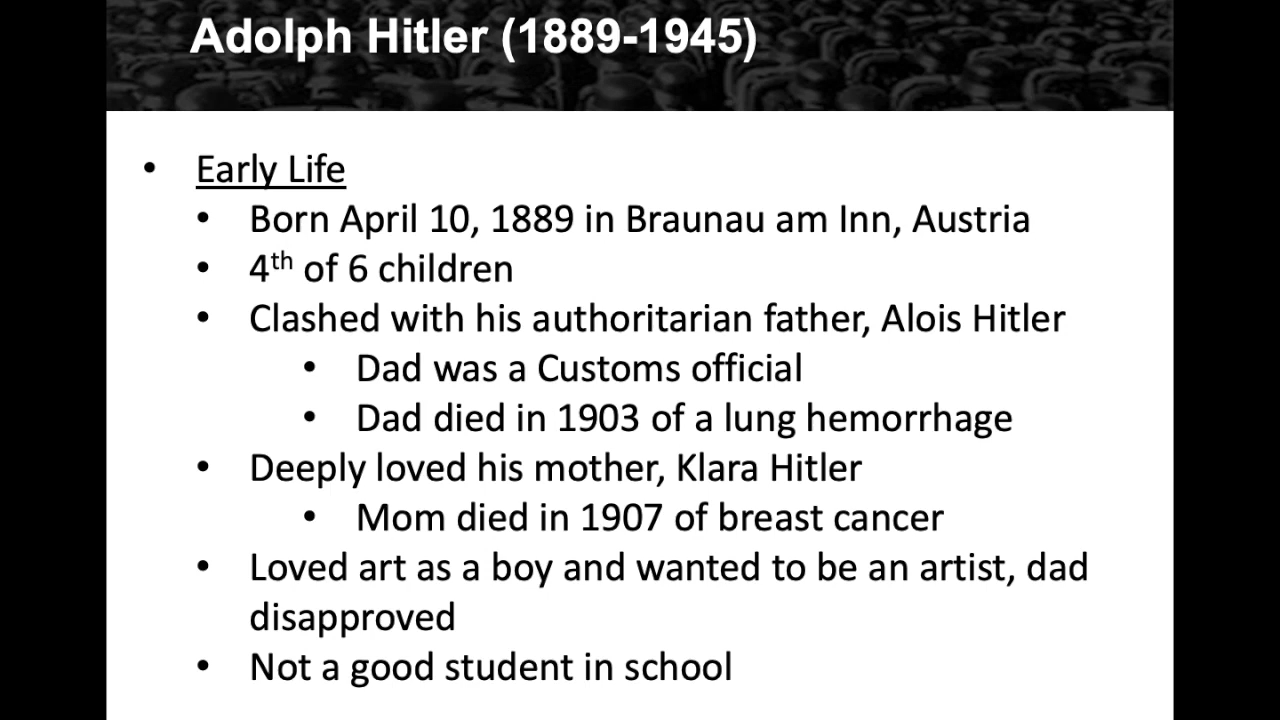 Adolph Hitler (1889-1945)
• Early Life
• Born April 10, 1889 in Braunau am Inn, Austria
• 4th of 6 children
• Clashed with his authoritarian father, Alois Hitler
• Dad was a Customs official
• Dad died in 1903 of a lung hemorrhage
• Deeply loved his mother, Klara Hitler
• Mom died in 1907 of breast cancer
• Loved art as a boy and wanted to be an artist, dad
disapproved
• Not a good student in school